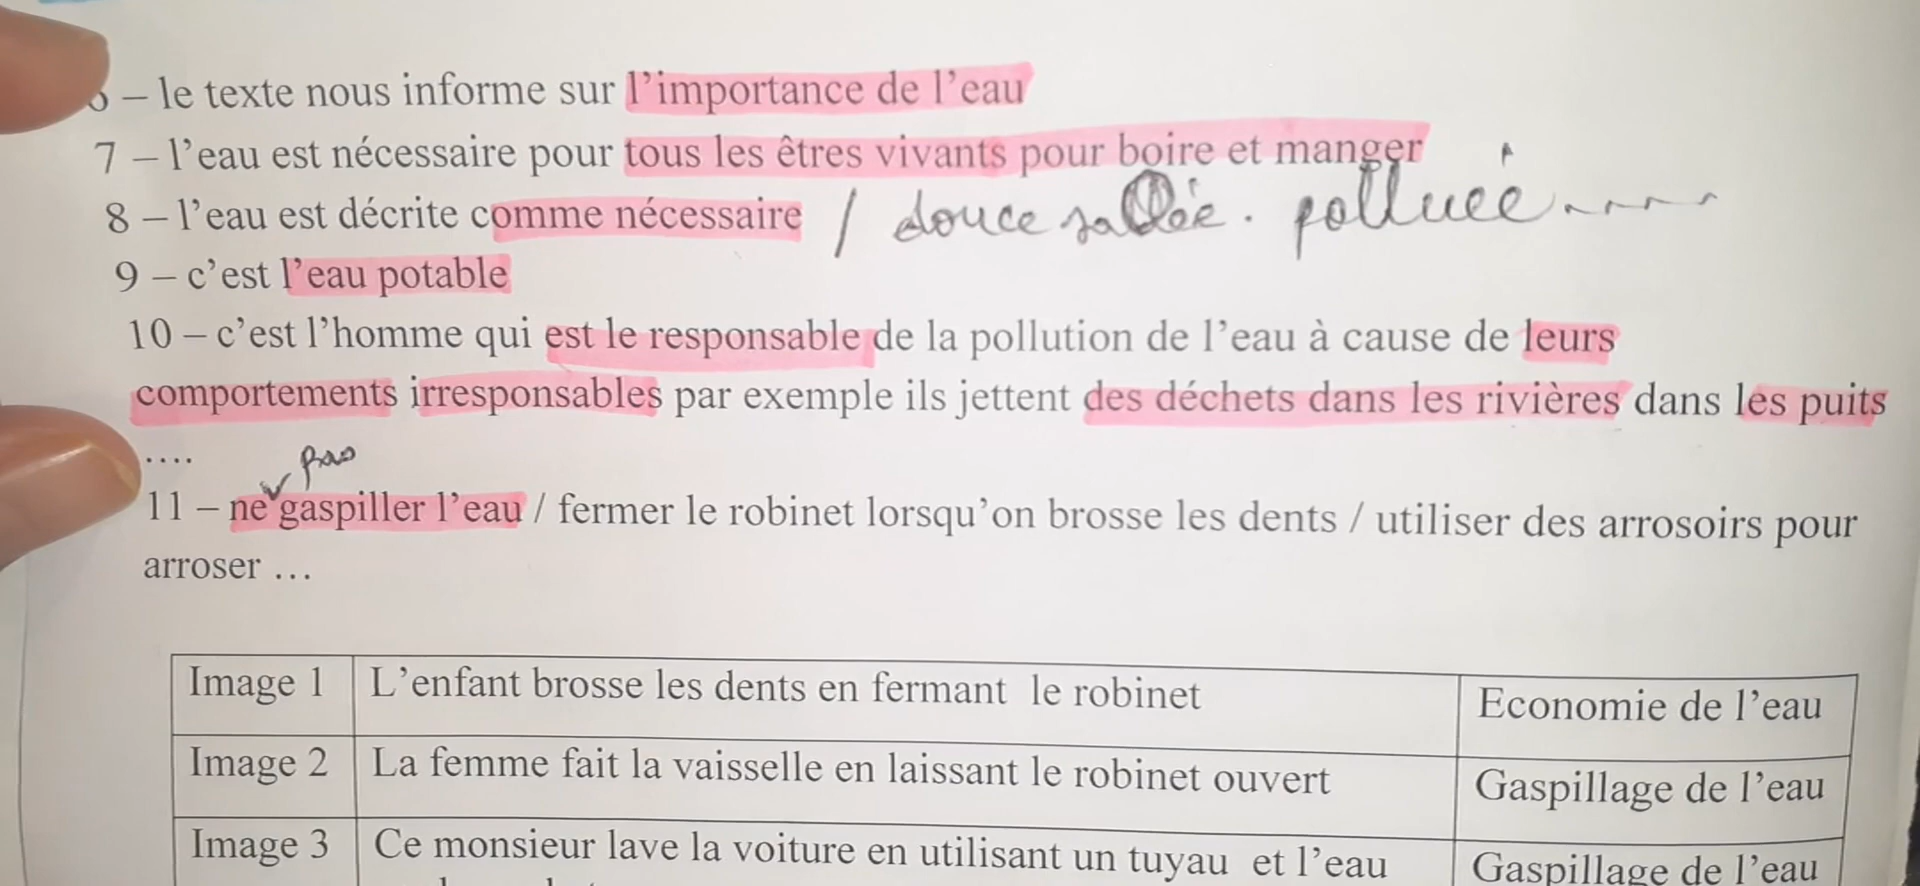 – le texte nous informe sur l’importance de l’eau
7 – l’eau est nécessaire pour tous les êtres vivants pour boire et manger
8 – l’eau est décrite comme nécessaire / douce salée . polluée
9 – c’est l’eau potable
10 – c’est l’homme qui est le responsable de la pollution de l’eau à cause de leurs
comportements irresponsables par exemple ils jettent des déchets dans les rivières dans les puits
....
pas
11 – ne gaspiller l’eau / fermer le robinet lorsqu’on brosse les dents / utiliser des arrosoirs pour
arroser …
Image 1 L’enfant brosse les dents en fermant le robinet Economie de l’eau
Image 2 La femme fait la vaisselle en laissant le robinet ouvert Gaspillage de l’eau
Image 3 Ce monsieur lave la voiture en utilisant un tuyau et l’eau Gaspillage de l’eau